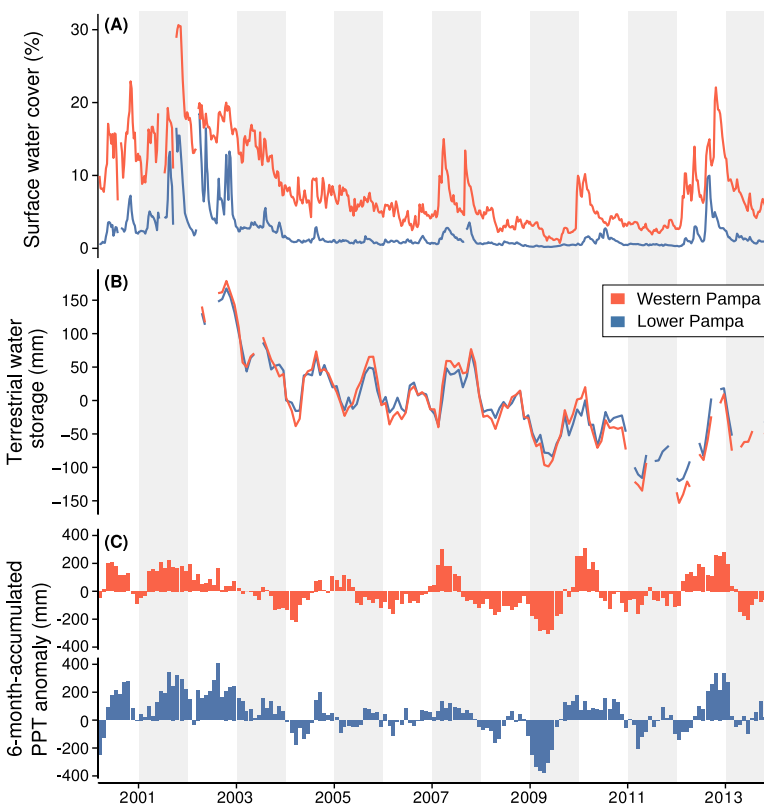 (A)
Surface water cover (%)
30
20
10
0
(B)
Western Pampa
Lower Pampa
Terrestrial water
storage (mm)
150
100
50
0
−50
−100
−150
(C)
6-month-accumulated
PPT anomaly (mm)
400
200
0
-200
-400
400
200
0
-200
-400
2001
2003
2005
2007
2009
2011
2013